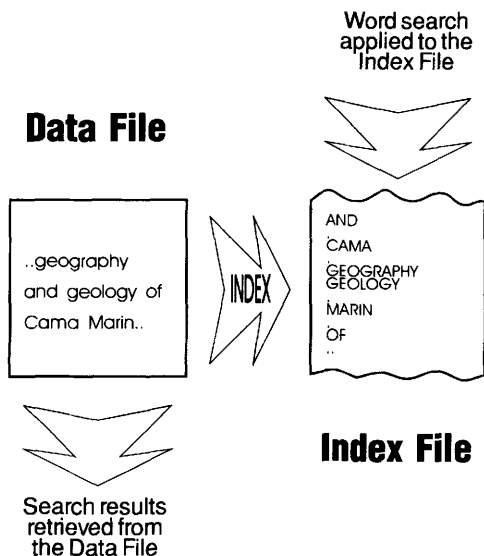 Word search
applied to the
Index File
Data File
..geography
and geology of
Cama Marin..
INDEX
AND
.
CAMA
.
GEOGRAPHY
GEOLOGY
.
MARIN
.
OF
..
Index File
Search results
retrieved from
the Data File